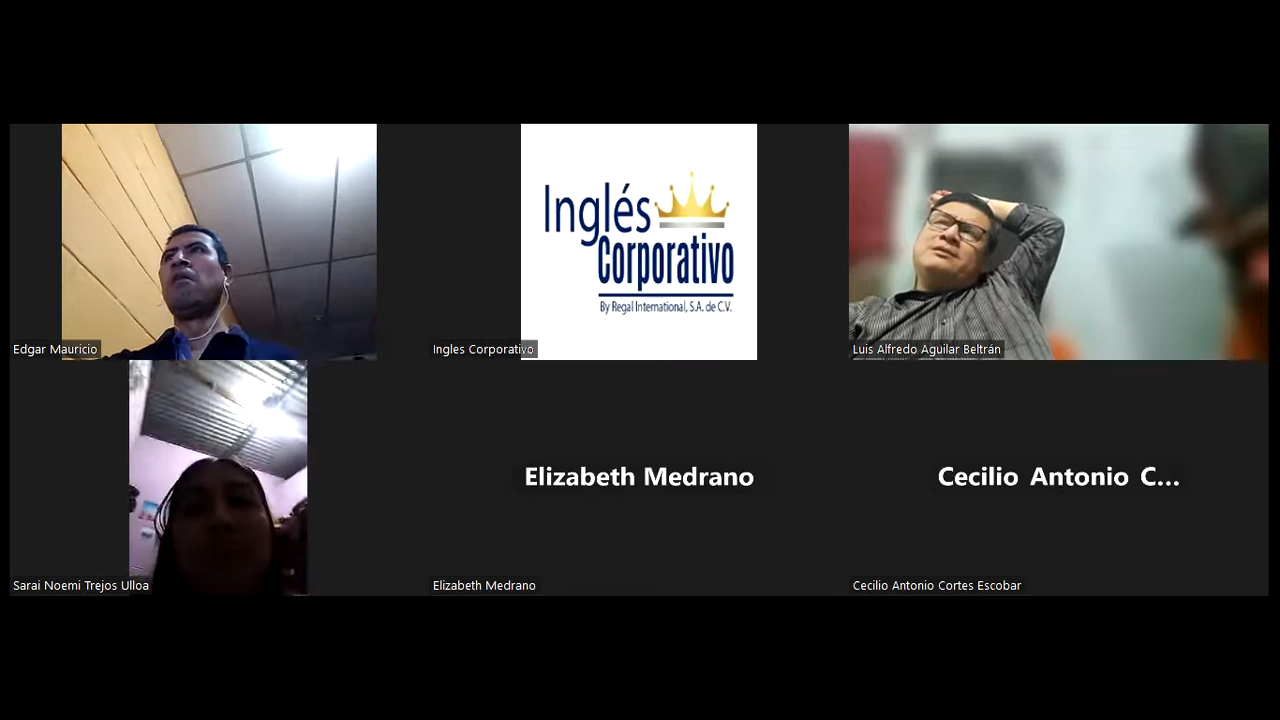 Inglés
Corporativo
By Regal International, S.A. de C.V.
Edgar Mauricio
Ingles Corporativo
Luis Alfredo Aguilar Beltrán
Elizabeth Medrano
Cecilio Antonio C...
Sarai Noemi Trejos Ulloa
Elizabeth Medrano
Cecilio Antonio Cortes Escobar